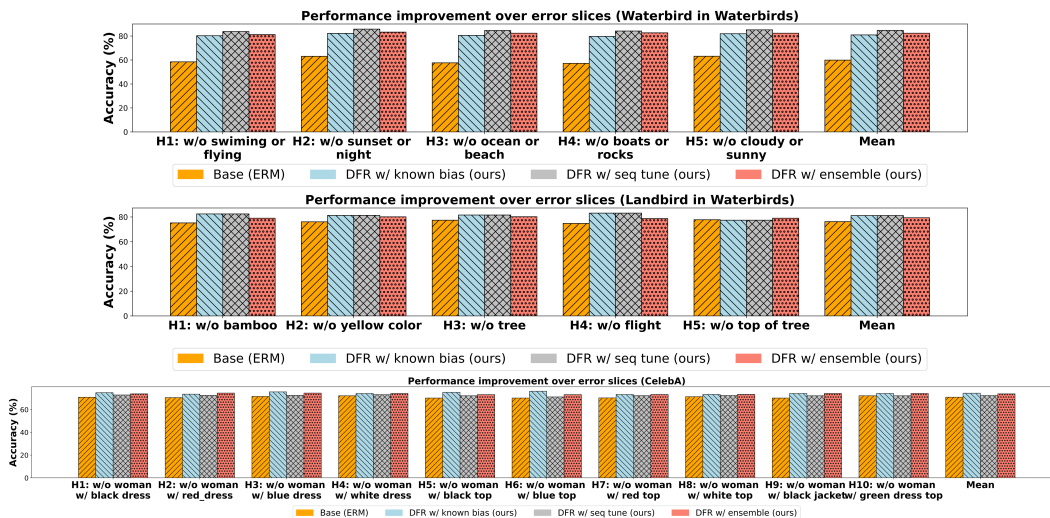 Performance improvement over error slices (Waterbird in Waterbirds)
Accuracy (%)
80
60
40
20
0
H1: w/o swiming or flying
H2: w/o sunset or night
H3: w/o ocean or beach
H4: w/o boats or rocks
H5: w/o cloudy or sunny
Mean
Base (ERM) DFR w/ known bias (ours) DFR w/ seq tune (ours) DFR w/ ensemble (ours)
Performance improvement over error slices (Landbird in Waterbirds)
Accuracy (%)
80
60
40
20
0
H1: w/o bamboo H2: w/o yellow color H3: w/o tree H4: w/o flight H5: w/o top of tree Mean
Base (ERM) DFR w/ known bias (ours) DFR w/ seq tune (ours) DFR w/ ensemble (ours)
Performance improvement over error slices (CelebA)
Accuracy (%)
60
40
20
0
H1: w/o woman w/ black dress
H2: w/o woman w/ red_dress
H3: w/o woman w/ blue dress
H4: w/o woman w/ white dress
H5: w/o woman w/ black top
H6: w/o woman w/ blue top
H7: w/o woman w/ red top
H8: w/o woman w/ white top
H9: w/o woman w/ black jacket
H10: w/o woman w/ green dress top
Mean
Base (ERM) DFR w/ known bias (ours) DFR w/ seq tune (ours) DFR w/ ensemble (ours)